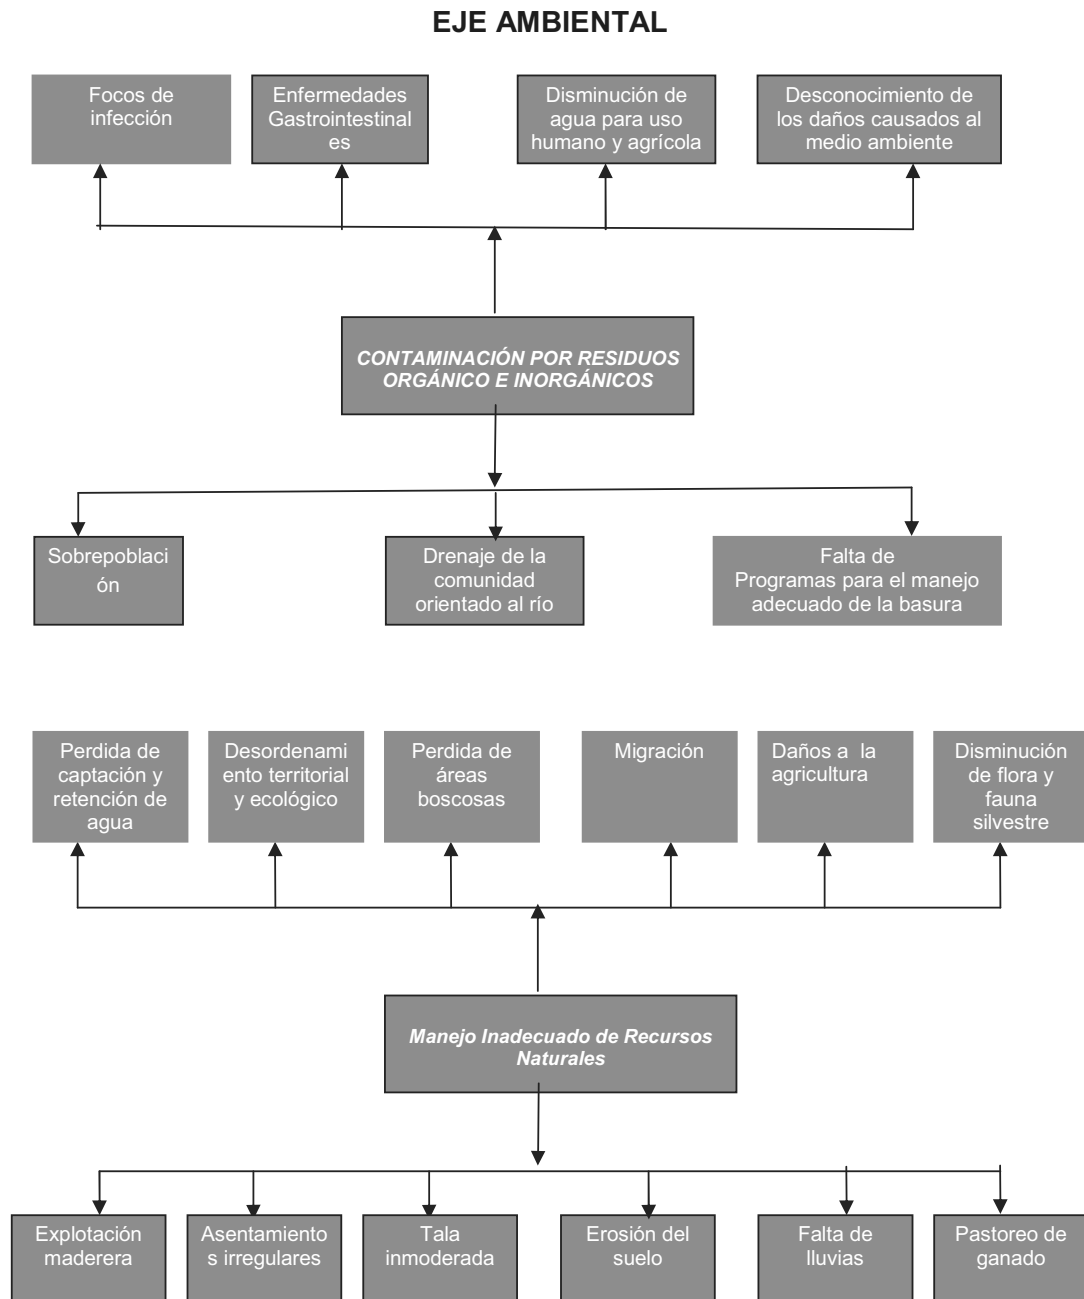 EJE AMBIENTAL
Focos de
infección
Enfermedades
Gastrointestinal
es
Disminución de
agua para uso
humano y agrícola
Desconocimiento de
los daños causados al
medio ambiente
CONTAMINACIÓN POR RESIDUOS
ORGÁNICO E INORGÁNICOS
Sobrepoblaci
ón
Drenaje de la
comunidad
orientado al río
Falta de
Programas para el manejo
adecuado de la basura
Perdida de
captación y
retención de
agua
Desordenami
ento territorial
y ecológico
Perdida de
áreas
boscosas
Migración
Daños a la
agricultura
Disminución
de flora y
fauna
silvestre
Manejo Inadecuado de Recursos
Naturales
Explotación
maderera
Asentamiento
s irregulares
Tala
inmoderada
Erosión del
suelo
Falta de
lluvias
Pastoreo de
ganado